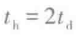 t_h = 2t_d